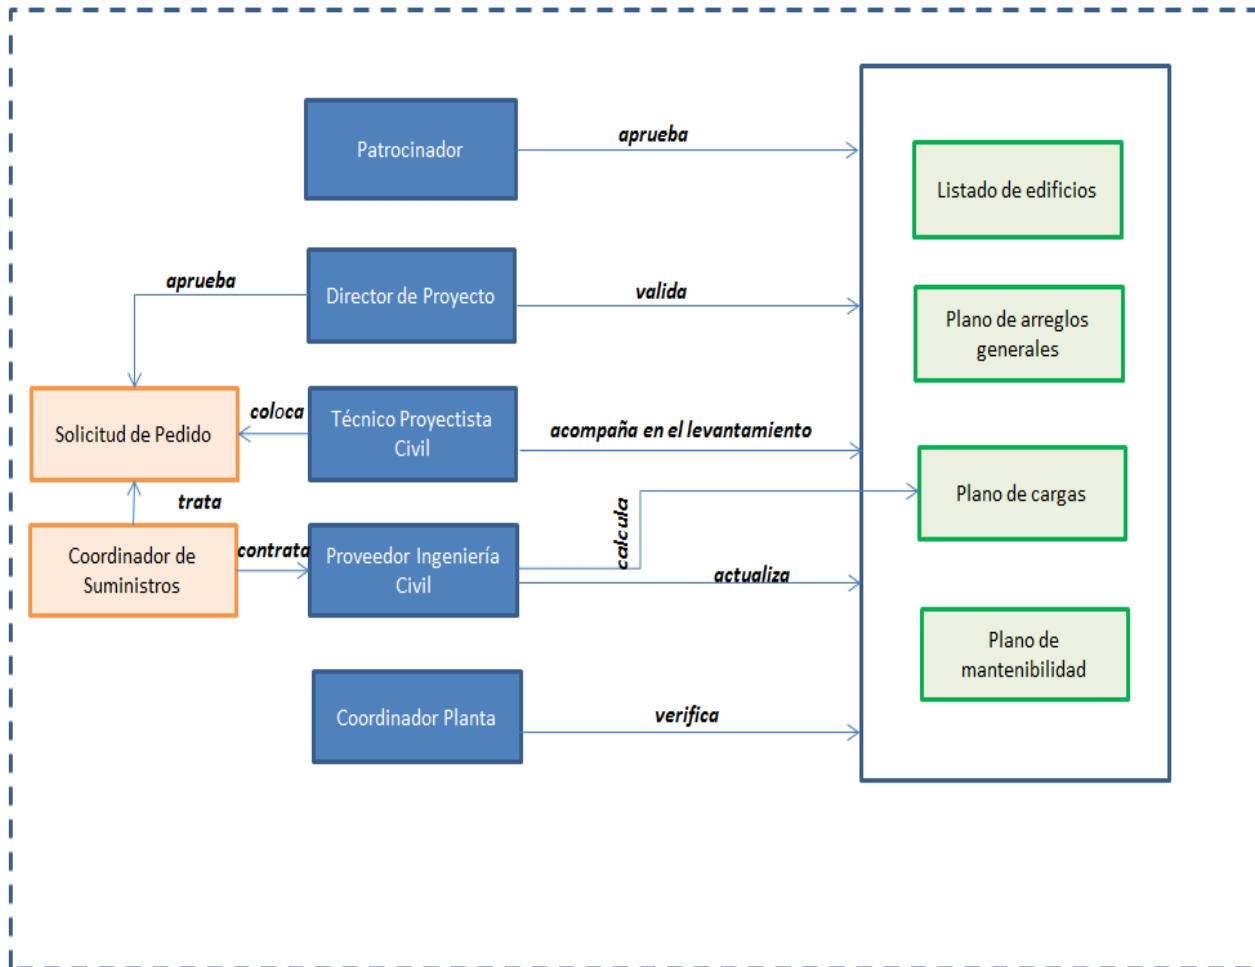 Patrocinador
aprueba
Listado de edificios
aprueba
Director de Proyecto
valida
Plano de arreglos
generales
Solicitud de Pedido
coloca
Técnico Proyectista
Civil
acompaña en el levantamiento
Plano de cargas
trata
calcula
Coordinador de
Suministros
contrata
Proveedor Ingeniería
Civil
actualiza
Plano de
mantenibilidad
Coordinador Planta
verifica